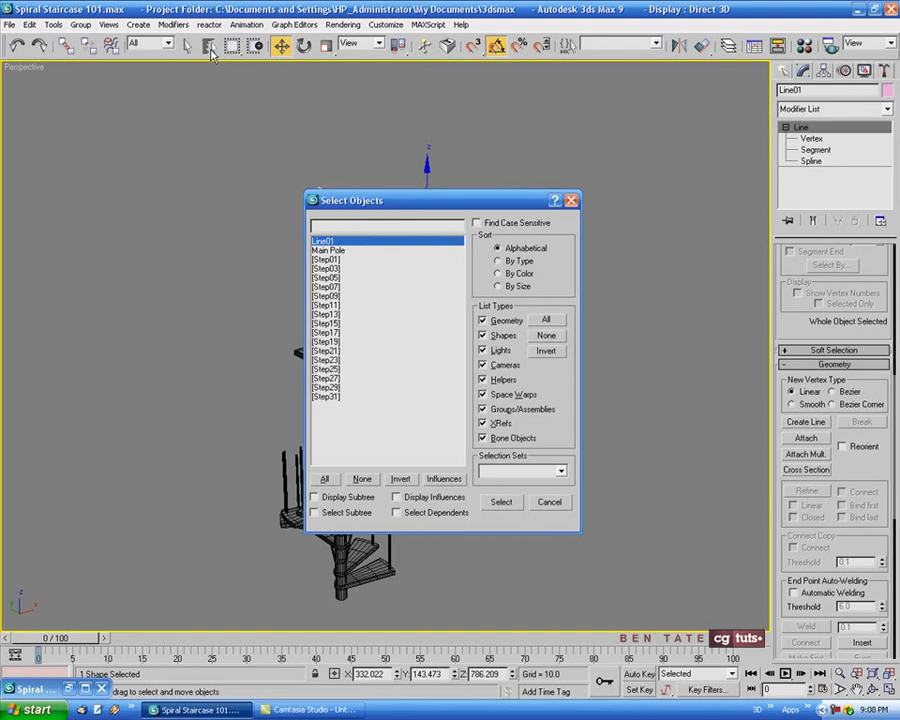 Spiral Staircase 101.max - Project Folder: C:\Documents and Settings\HP_Administrator\My Documents\3dsmax - Autodesk 3ds Max 9 - Display : Direct 3D
File Edit Tools Group Views Create Modifiers reactor Animation Graph Editors Rendering Customize MAXScript Help
All View View
Perspective
Line01
Modifier List
Line
Vertex
Segment
Spline
z
Select Objects
Find Case Sensitive
Line01
Main Pole
[Step01]
[Step03]
[Step05]
[Step07]
[Step09]
[Step11]
[Step13]
[Step15]
[Step17]
[Step19]
[Step21]
[Step23]
[Step25]
[Step27]
[Step29]
[Step31]
Sort
Alphabetical
By Type
By Color
By Size
List Types
Geometry All
Shapes None
Lights Invert
Cameras
Helpers
Space Warps
Groups/Assemblies
XRefs
Bone Objects
Selection Sets
All None Invert Influences
Display Subtree Display Influences
Select Subtree Select Dependents
Select Cancel
Segment End
Select By...
Display
Show Vertex Numbers
Selected Only
Whole Object Selected
+ Soft Selection
- Geometry
New Vertex Type
Linear Bezier
Smooth Bezier Corner
Create Line Break
Attach Reorient
Attach Mult.
Cross Section
Refine Connect
Linear Bind first
Closed Bind last
Connect Copy
Connect
Threshold 0.1
End Point Auto-Welding
Automatic Welding
Threshold 6.0
Weld 0.1
Connect Insert
z
x
0 / 100
BEN TATE cg tuts+
0 5 10 15 20 25 30 35 40 45 50 55 60 65 70 75 80 85 90 95 100
1 Shape Selected X: 332.022 Y: 143.473 Z: 786.209 Grid = 10.0 Auto Key Selected
Spiral ... drag to select and move objects Add Time Tag Set Key Key Filters... 0
start Spiral Staircase 101.... Camtasia Studio - Unt... 3D Apps 9:08 PM